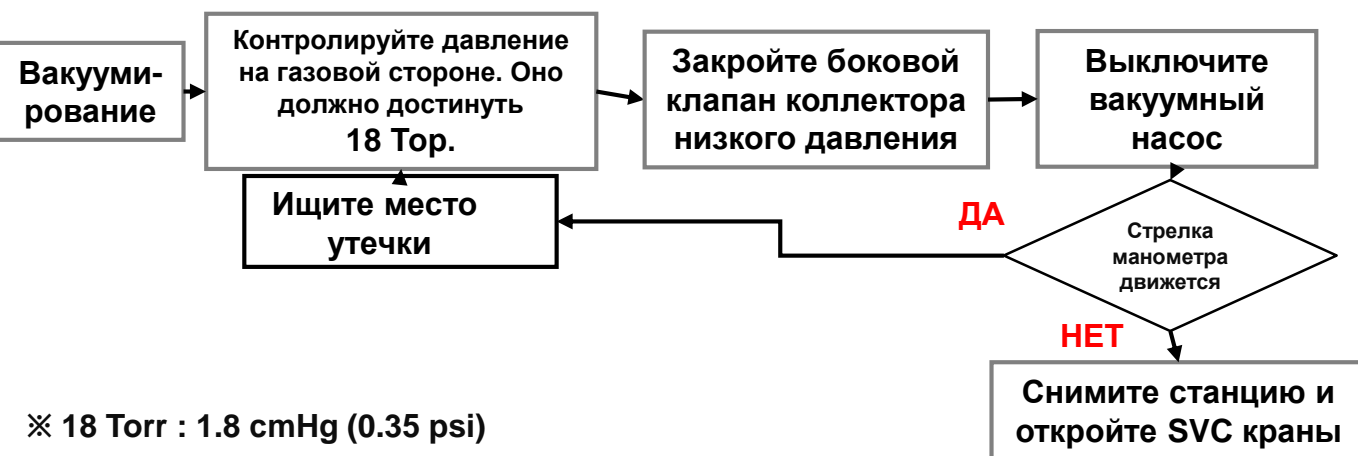 Вакууми-
рование
Контролируйте давление
на газовой стороне. Оно
должно достинуть
18 Тор.
Закройте боковой
клапан коллектора
низкого давления
Выключите
вакуумный
насос
Ищите место
утечки
ДА
Стрелка
манометра
движется
НЕТ
Снимите станцию и
откройте SVC краны
※ 18 Torr : 1.8 cmHg (0.35 psi)